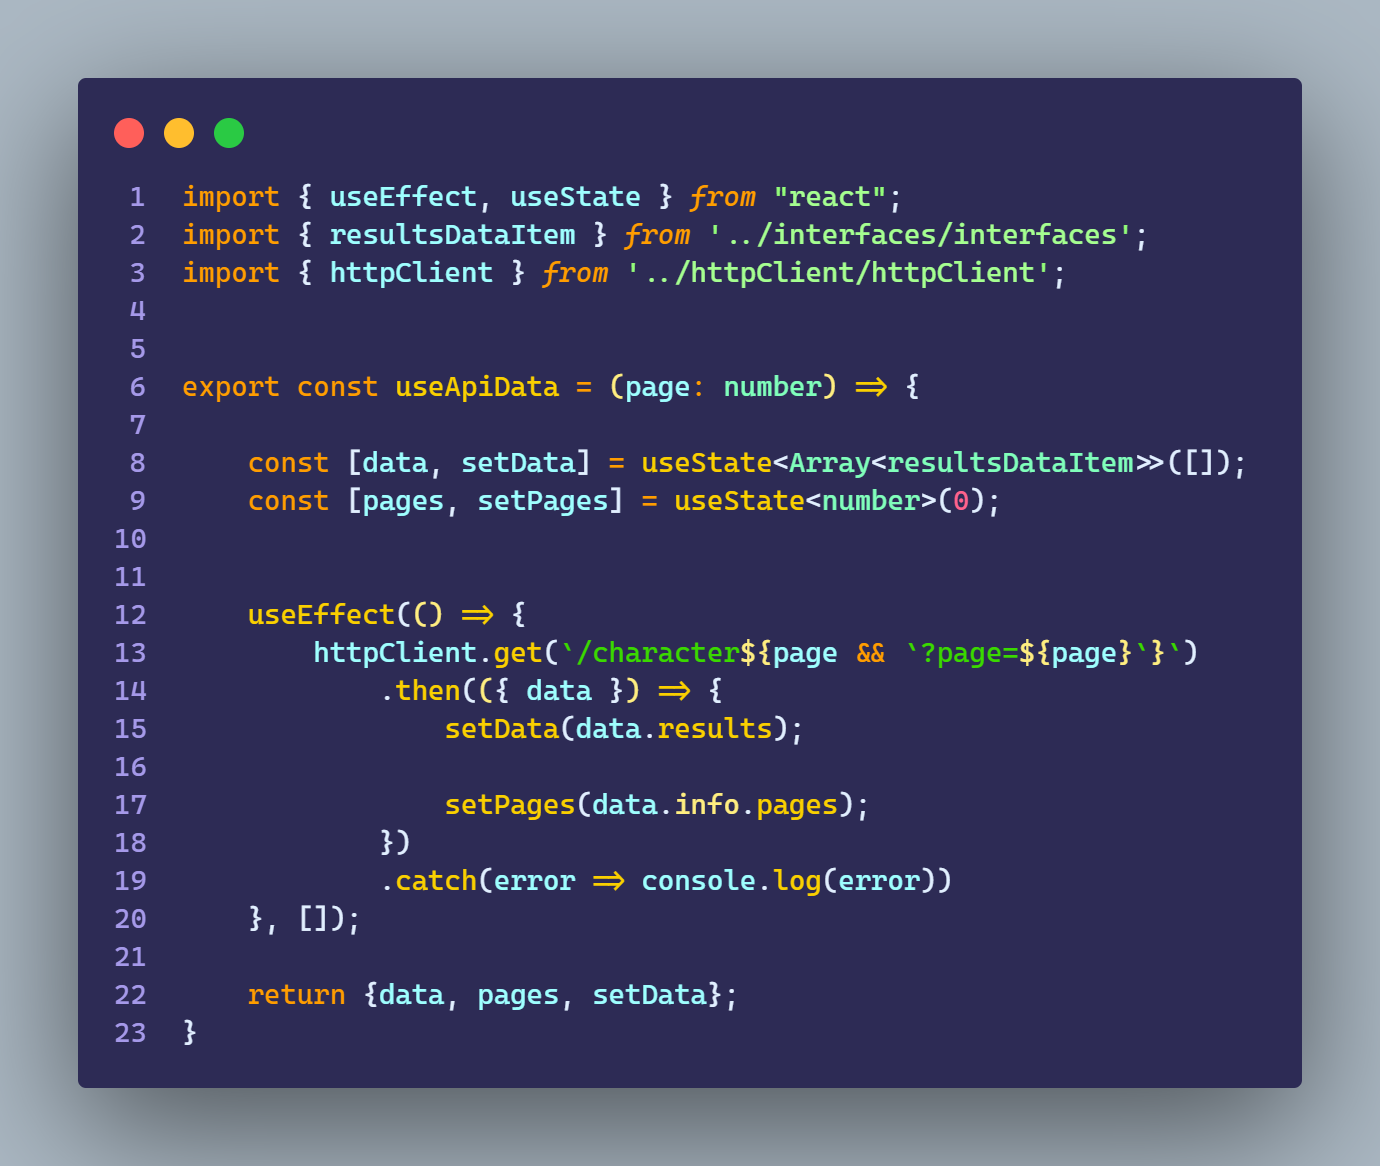 1 import { useEffect, useState } from "react";
2 import { resultsDataItem } from '../interfaces/interfaces';
3 import { httpClient } from '../httpClient/httpClient';
4
5
6 export const useApiData = (page: number) => {
7
8     const [data, setData] = useState<Array<resultsDataItem>>([]);
9     const [pages, setPages] = useState<number>(0);
10
11
12     useEffect(() => {
13         httpClient.get(`/character${page && `?page=${page}`}`)
14             .then(({ data }) => {
15                 setData(data.results);
16
17                 setPages(data.info.pages);
18             })
19             .catch(error => console.log(error))
20     }, []);
21
22     return {data, pages, setData};
23 }